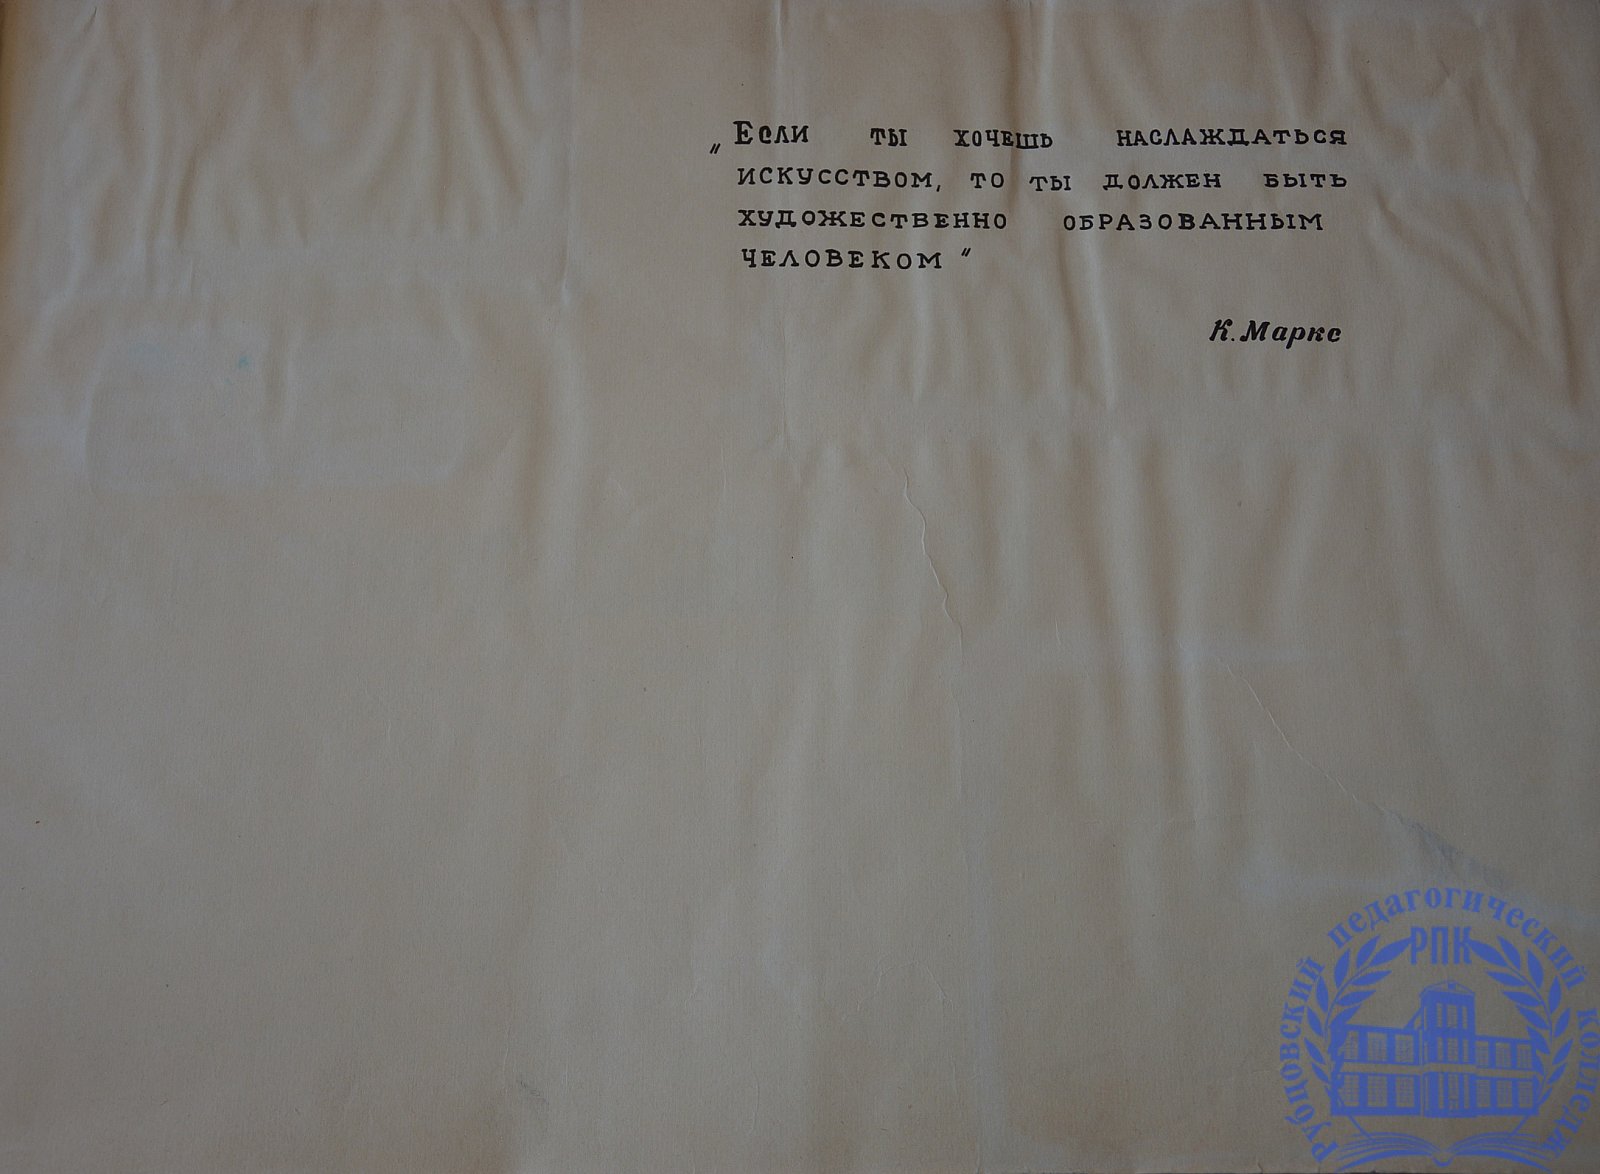 „Если ты хочешь наслаждаться
искусством, то ты должен быть
художественно образованным
человеком"
К. Маркс
Рубцовский педагогический колледж
РПК